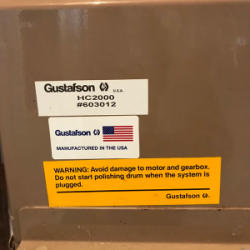 Gustafson U.S.A.
HC2000
#603012
Gustafson
MANUFACTURED IN THE USA
WARNING: Avoid damage to motor and gearbox.
Do not start polishing drum when the system is
plugged.
Gustafson